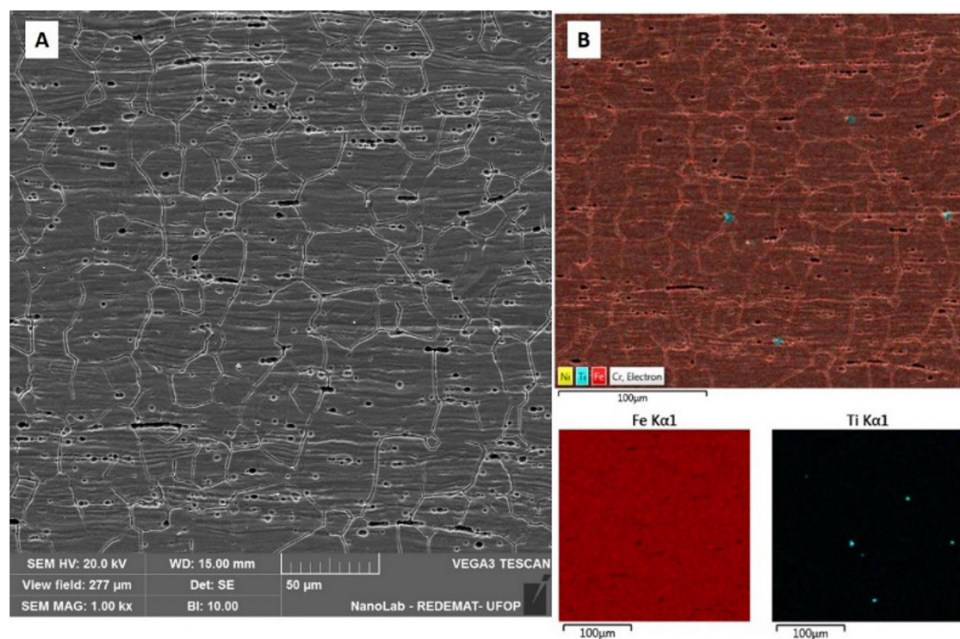 A
SEM HV: 20.0 kV
WD: 15.00 mm
VEGA3 TESCAN
View field: 277 µm
Det: SE
50 µm
SEM MAG: 1.00 kx
BI: 10.00
NanoLab - REDEMAT- UFOP
B
Ni Ti Fe Cr, Electron
100µm
Fe Kα1
Ti Kα1
100µm
100µm